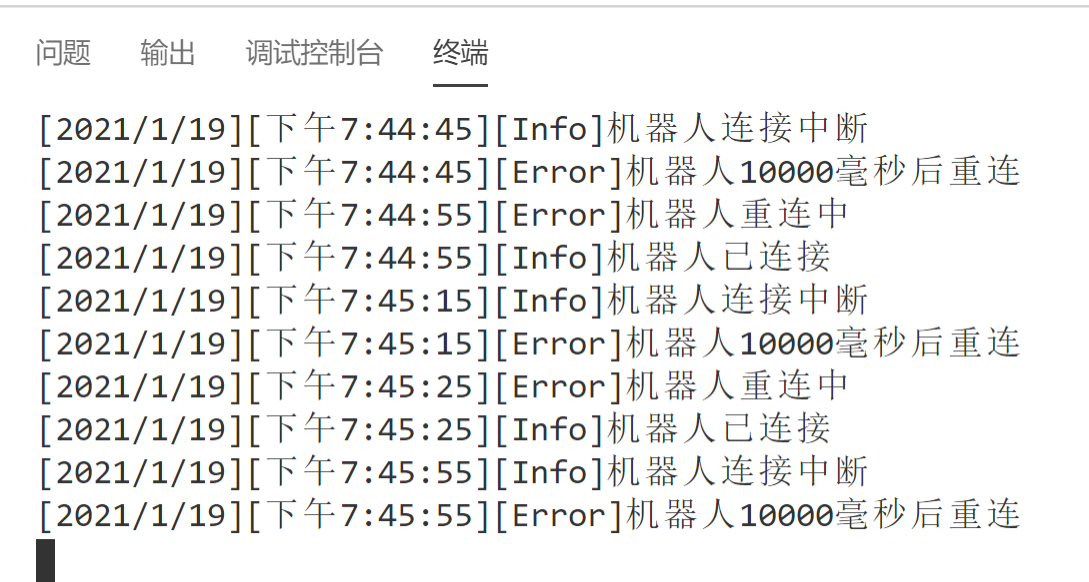 问题 输出 调试控制台 终端
[2021/1/19][下午7:44:45][Info]机器人连接中断
[2021/1/19][下午7:44:45][Error]机器人10000毫秒后重连
[2021/1/19][下午7:44:55][Error]机器人重连中
[2021/1/19][下午7:44:55][Info]机器人已连接
[2021/1/19][下午7:45:15][Info]机器人连接中断
[2021/1/19][下午7:45:15][Error]机器人10000毫秒后重连
[2021/1/19][下午7:45:25][Error]机器人重连中
[2021/1/19][下午7:45:25][Info]机器人已连接
[2021/1/19][下午7:45:55][Info]机器人连接中断
[2021/1/19][下午7:45:55][Error]机器人10000毫秒后重连